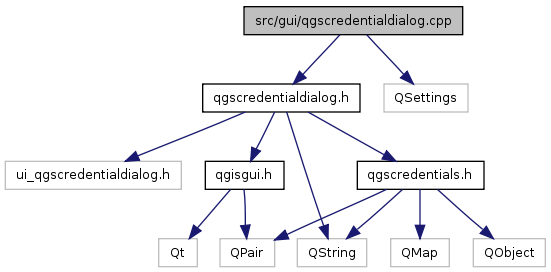 src/gui/qgscredentialdialog.cpp
qgscredentialdialog.h
QSettings
ui_qgscredentialdialog.h
qgisgui.h
qgscredentials.h
Qt
QPair
QString
QMap
QObject